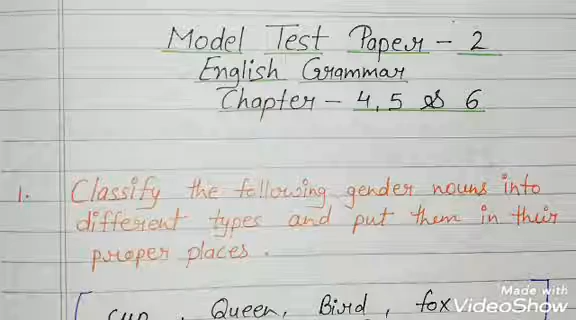 Model Test Paper - 2
English Grammar
Chapter - 4, 5 & 6
1. Classify the following gender nouns into
different types and put them in their
proper places.
[ cup, Queen, Bird, fox ]
Made with
VideoShow